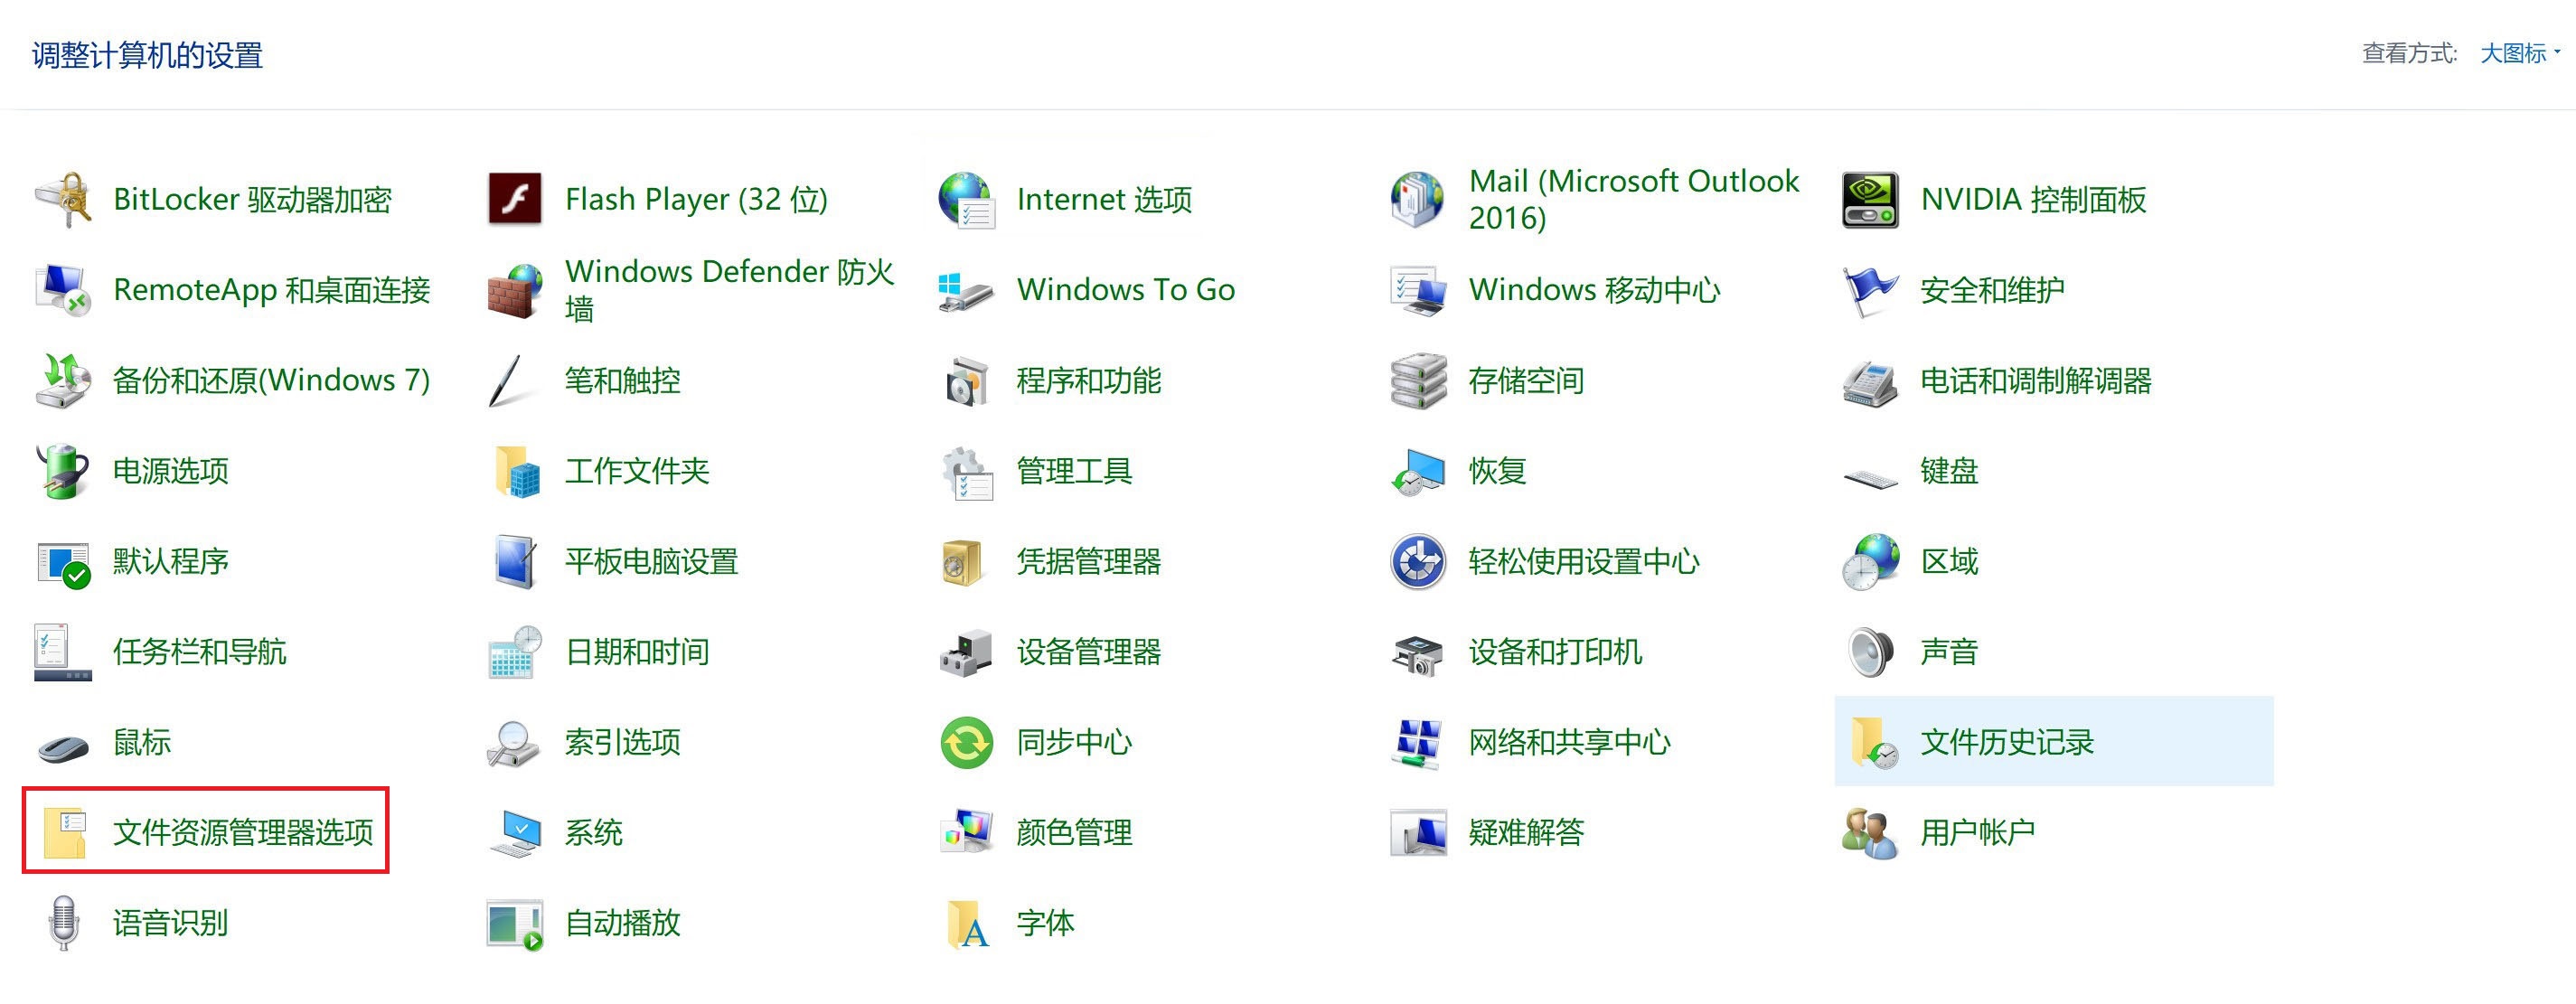 调整计算机的设置
查看方式: 大图标
BitLocker 驱动器加密
Flash Player (32 位)
Internet 选项
Mail (Microsoft Outlook
2016)
NVIDIA 控制面板
RemoteApp 和桌面连接
Windows Defender 防火
墙
Windows To Go
Windows 移动中心
安全和维护
备份和还原(Windows 7)
笔和触控
程序和功能
存储空间
电话和调制解调器
电源选项
工作文件夹
管理工具
恢复
键盘
默认程序
平板电脑设置
凭据管理器
轻松使用设置中心
区域
任务栏和导航
日期和时间
设备管理器
设备和打印机
声音
鼠标
索引选项
同步中心
网络和共享中心
文件历史记录
文件资源管理器选项
系统
颜色管理
疑难解答
用户帐户
语音识别
自动播放
字体